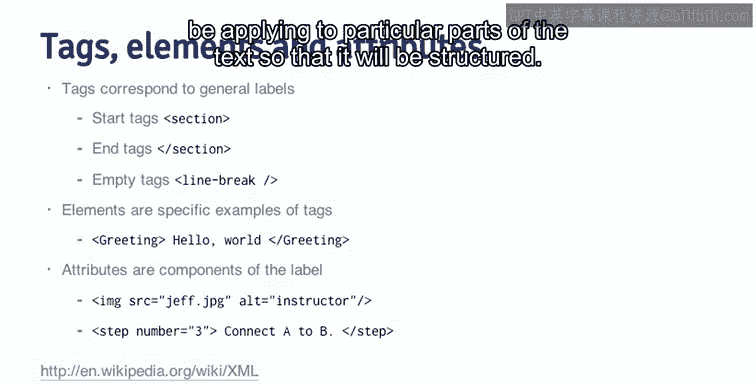 be applying to particular parts of the
text so that it will be structured.
Tags, elements and attributes
· Tags correspond to general labels
- Start tags <section>
- End tags </section>
- Empty tags <line-break />
· Elements are specific examples of tags
- <Greeting> Hello, world </Greeting>
· Attributes are components of the label
- <img src="jeff.jpg" alt="instructor"/>
- <step number="3"> Connect A to B. </step>
http://en.wikipedia.org/wiki/XML